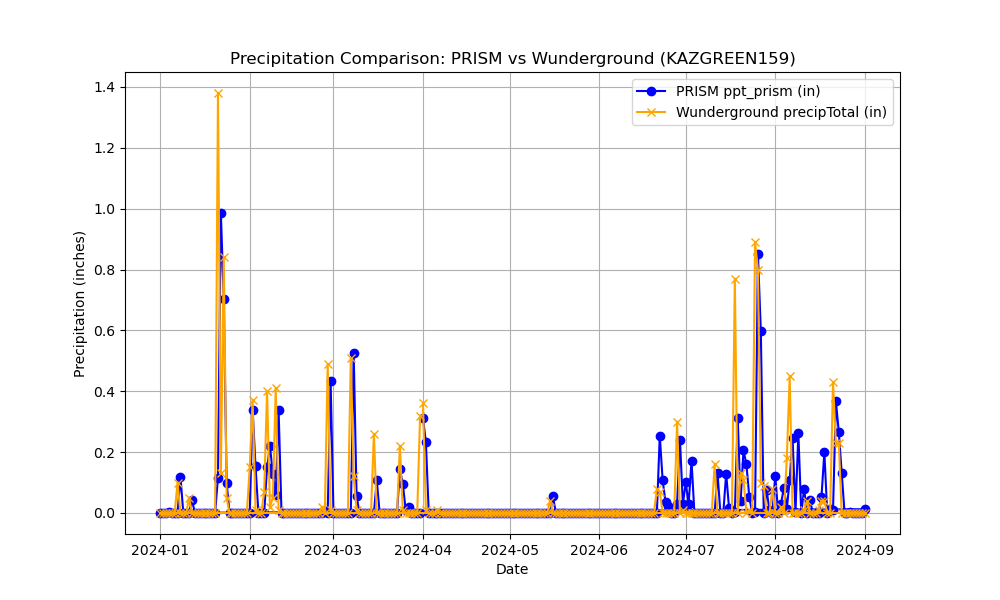 Precipitation Comparison: PRISM vs Wunderground (KAZGREEN159)
PRISM ppt_prism (in)
Wunderground precipTotal (in)
Precipitation (inches)
1.4
1.2
1.0
0.8
0.6
0.4
0.2
0.0
2024-01 2024-02 2024-03 2024-04 2024-05 2024-06 2024-07 2024-08 2024-09
Date